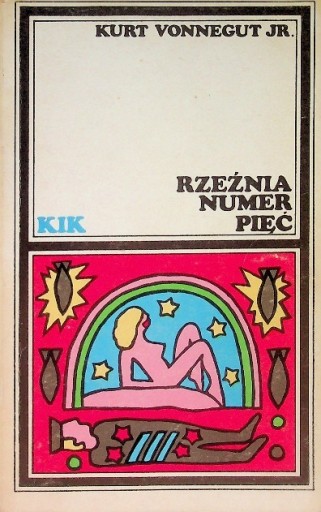 KURT VONNEGUT JR.
RZEŹNIA
NUMER
PIĘĆ
KIK